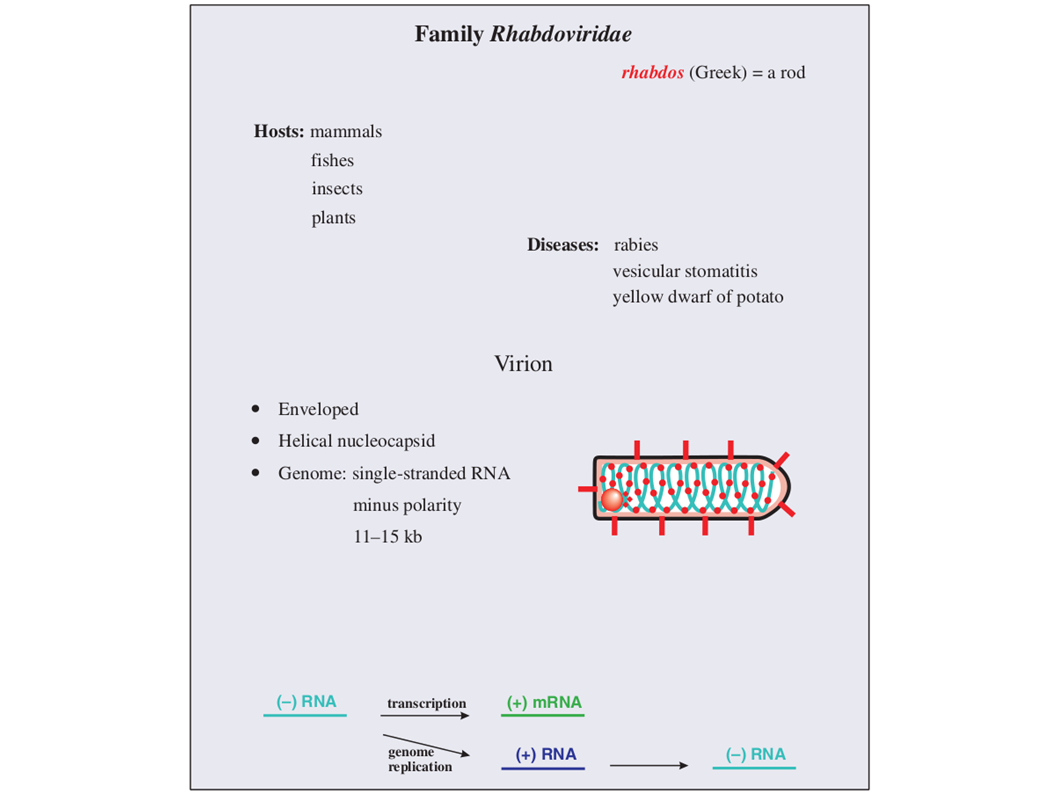 Family Rhabdoviridae
rhabdos (Greek) = a rod
Hosts: mammals
fishes
insects
plants
Diseases: rabies
vesicular stomatitis
yellow dwarf of potato
Virion
• Enveloped
• Helical nucleocapsid
• Genome: single-stranded RNA
minus polarity
11–15 kb
(–) RNA transcription (+) mRNA
genome replication (+) RNA (–) RNA